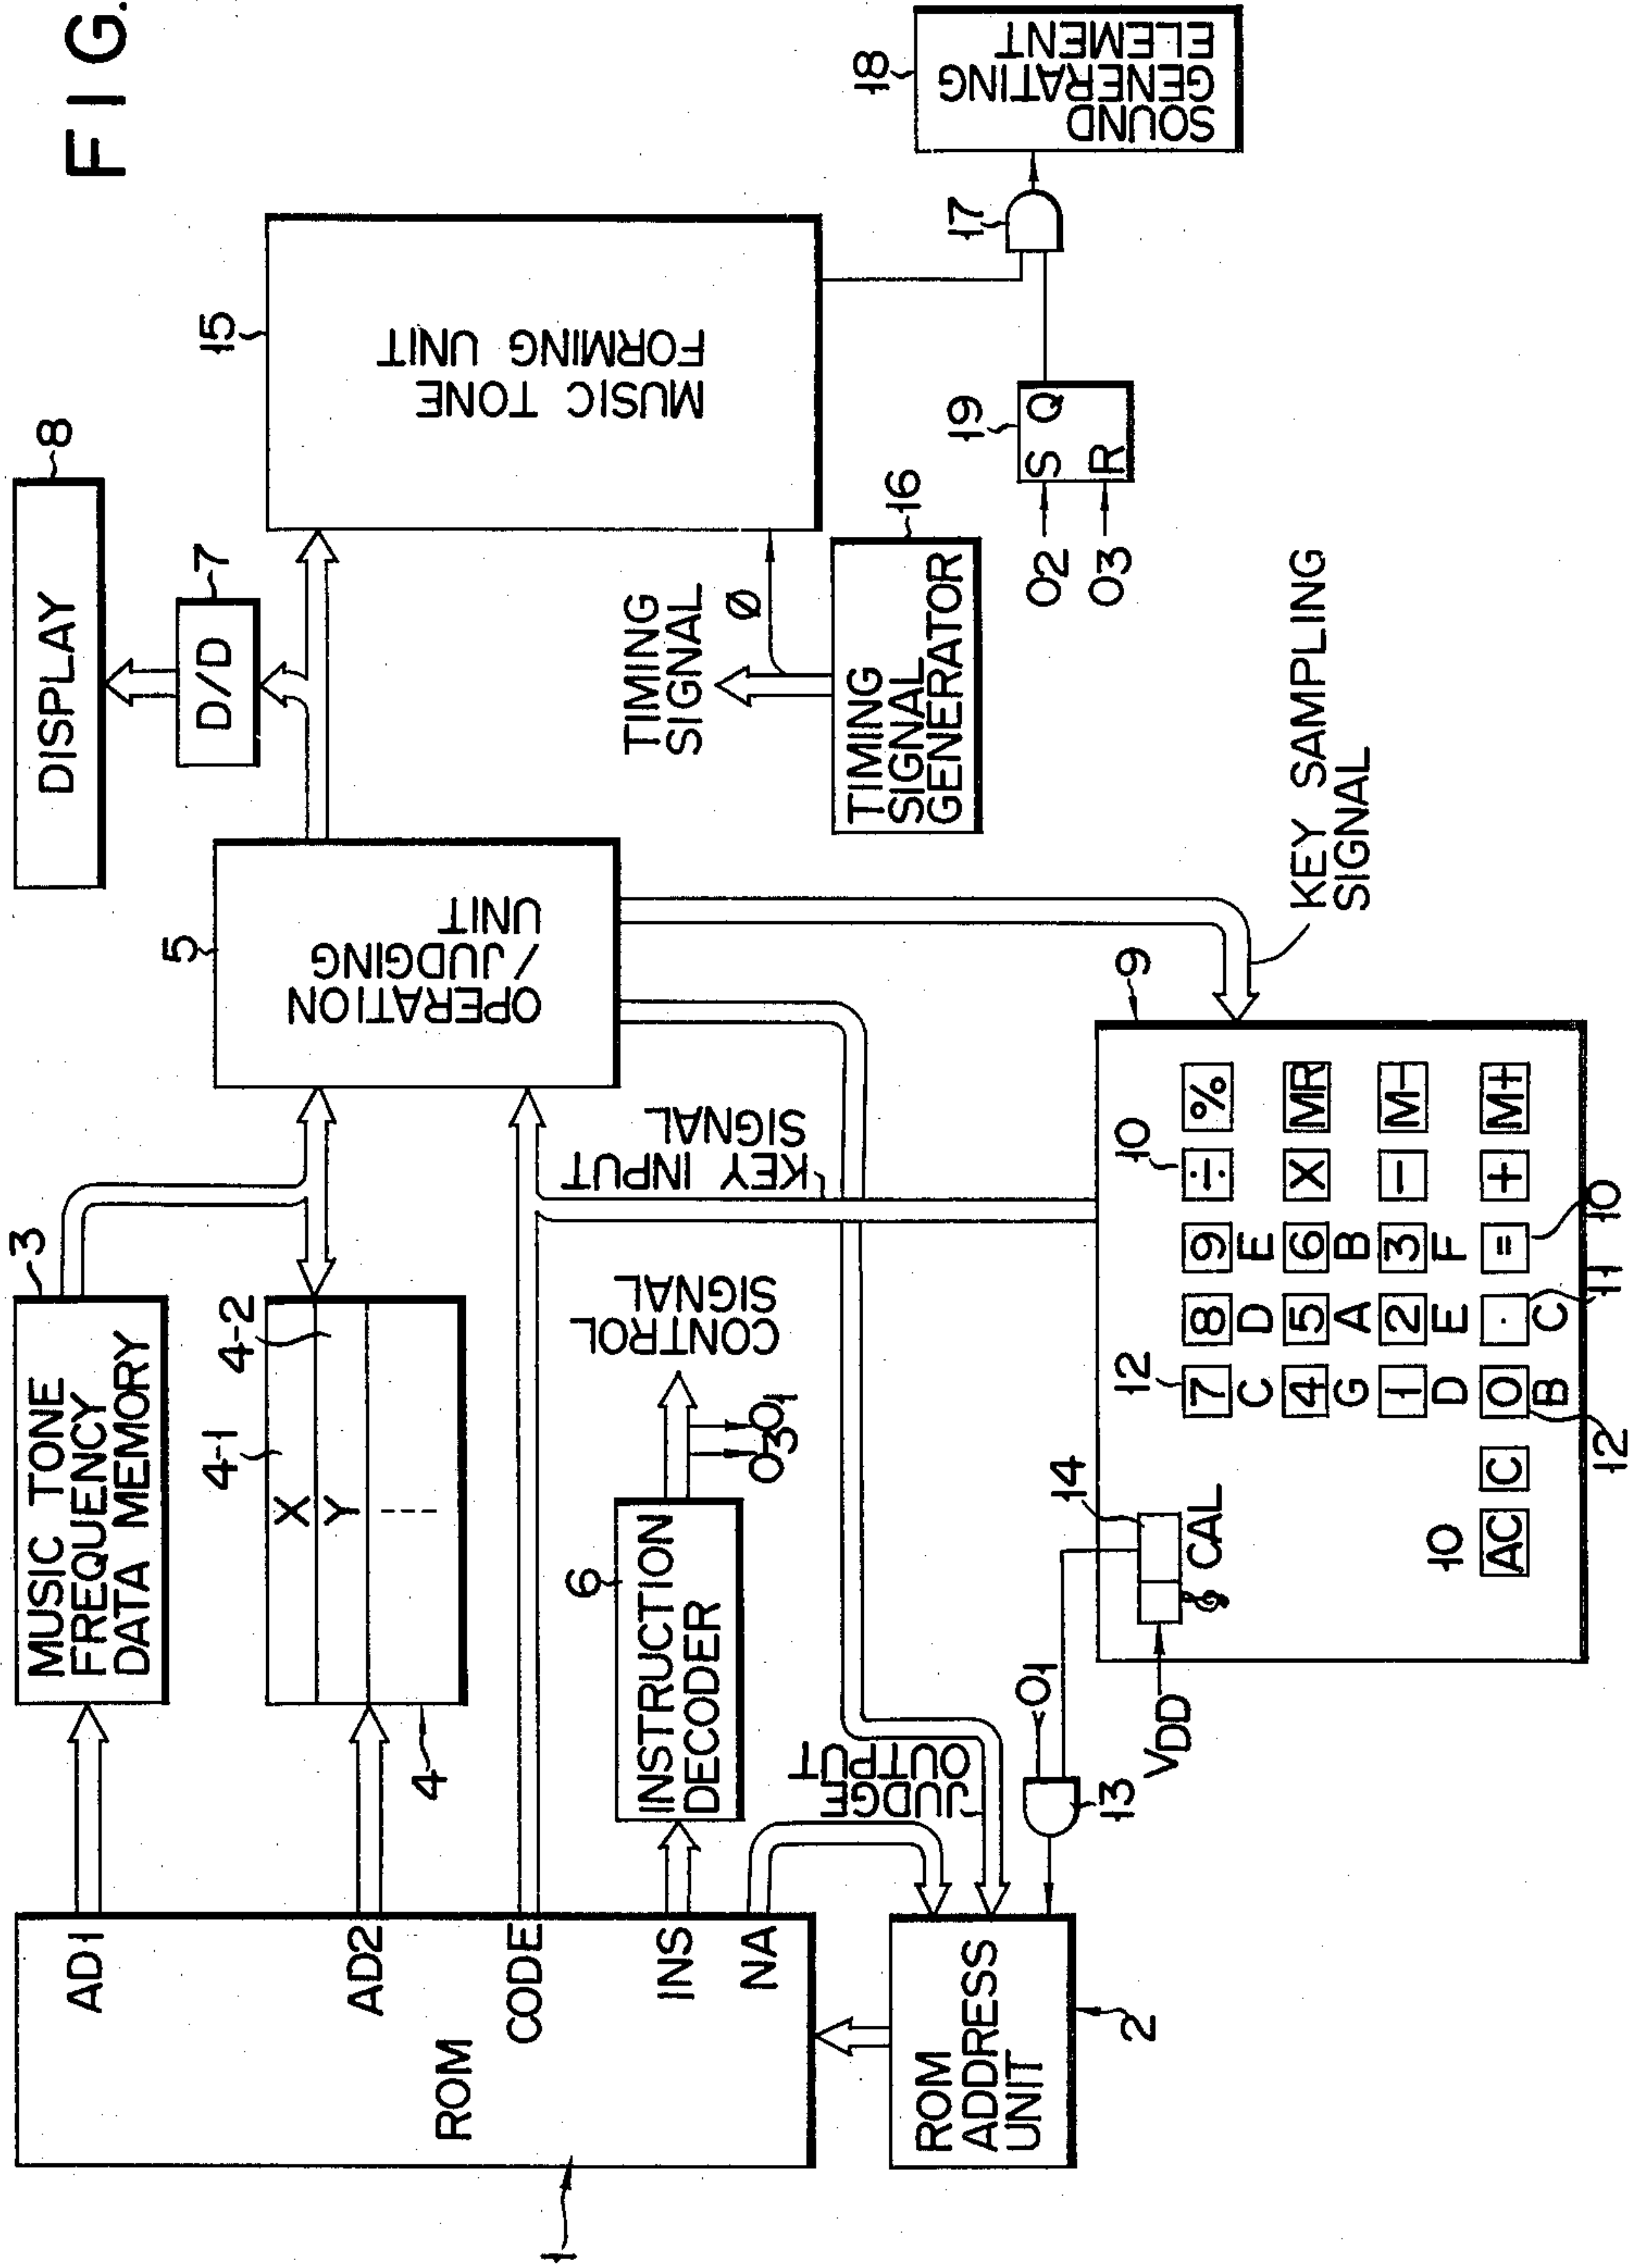 FIG.
1
ROM
AD1
AD2
CODE
INS
NA
2
ROM
ADDRESS
UNIT
3
MUSIC TONE
FREQUENCY
DATA MEMORY
4
4-1
4-2
X
Y
5
OPERATION
/JUDGING
UNIT
6
INSTRUCTION
DECODER
CONTROL
SIGNAL
O1
O3
7
D/D
8
DISPLAY
15
MUSIC TONE
FORMING UNIT
TIMING
SIGNAL
Ø
16
TIMING
SIGNAL
GENERATOR
17
18
SOUND
GENERATING
ELEMENT
19
S Q
R
O2
O3
KEY INPUT
SIGNAL
JUDGE
OUTPUT
KEY SAMPLING
SIGNAL
13
O1
VDD
9
14
CAL
12
10
7 8 9 ÷ %
C D E
4 5 6 X MR
G A B
1 2 3 - M-
D E F
10
AC C 0 . = + M+
B C
12
11
10